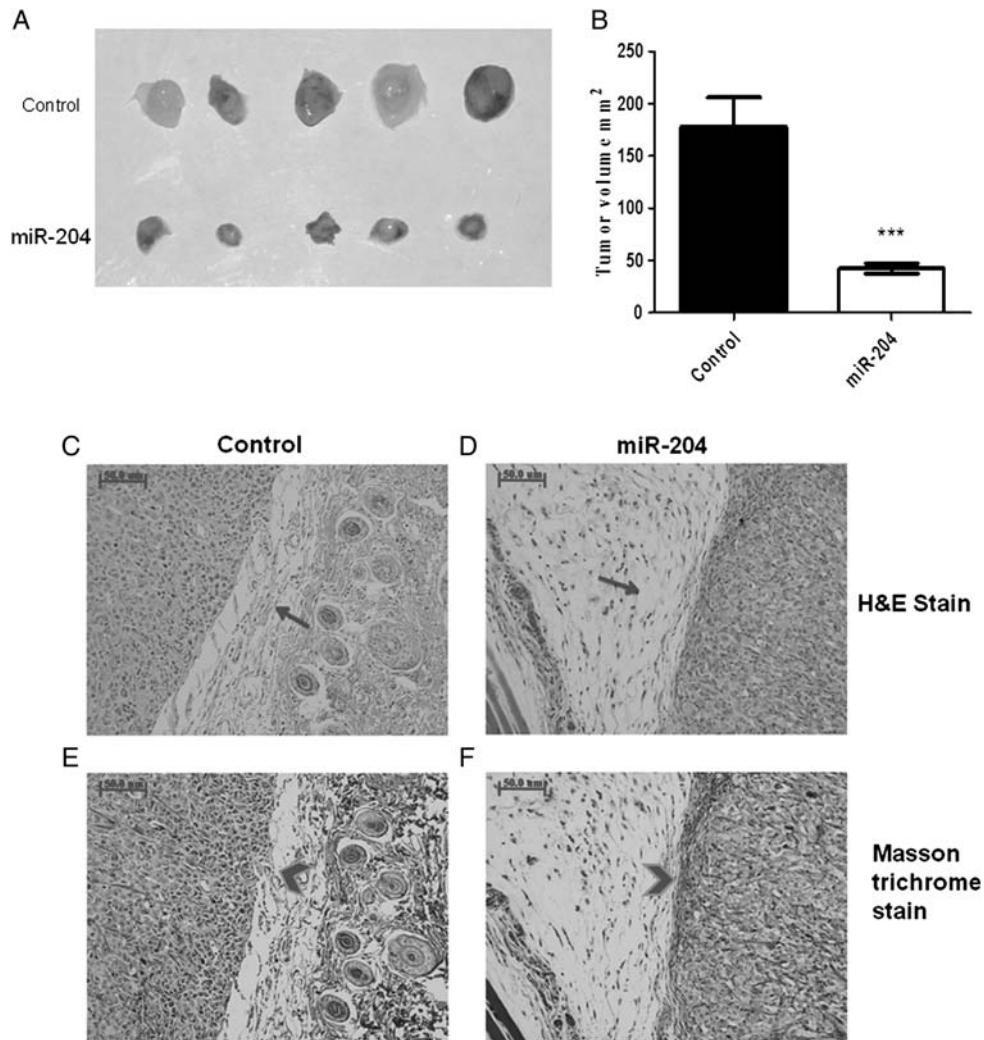 A
Control
miR-204
B
Tumor volume mm²
250
200
150
100
50
0
***
Control
miR-204
C
Control
D
miR-204
50.0 um
50.0 um
H&E Stain
E
F
50.0 um
50.0 um
Masson
trichrome
stain